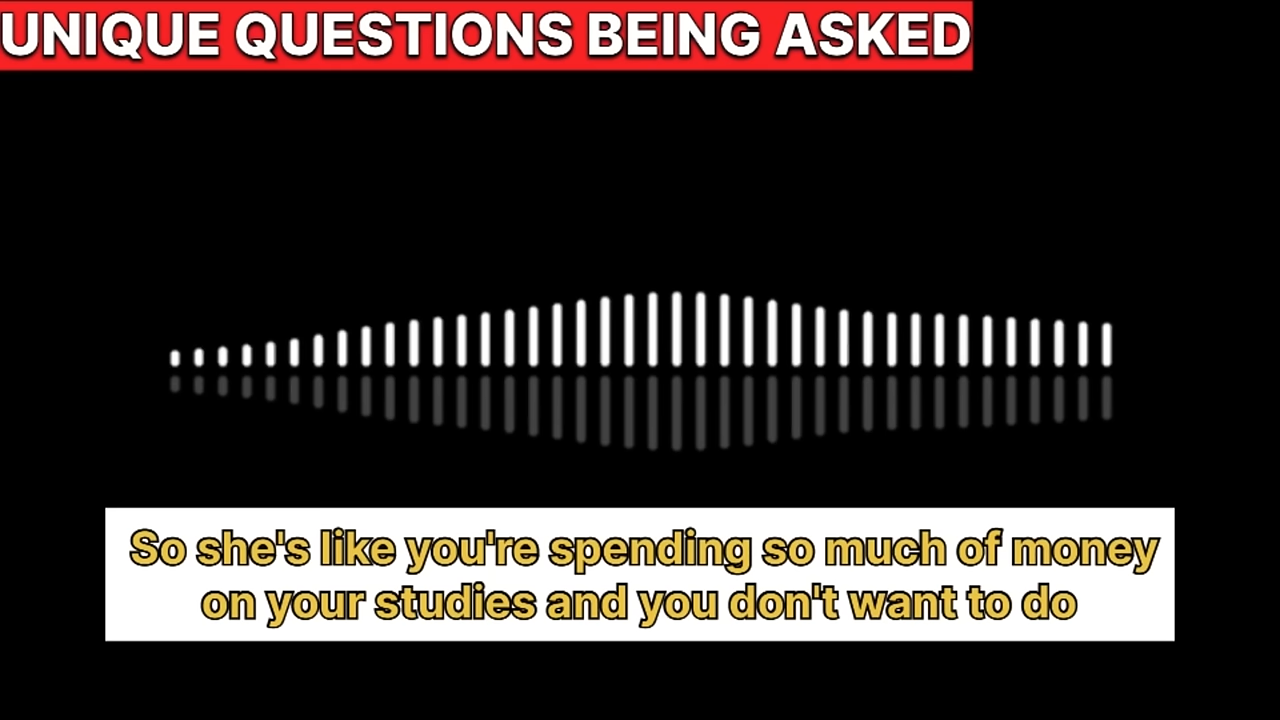 UNIQUE QUESTIONS BEING ASKED
So she's like you're spending so much of money
on your studies and you don't want to do